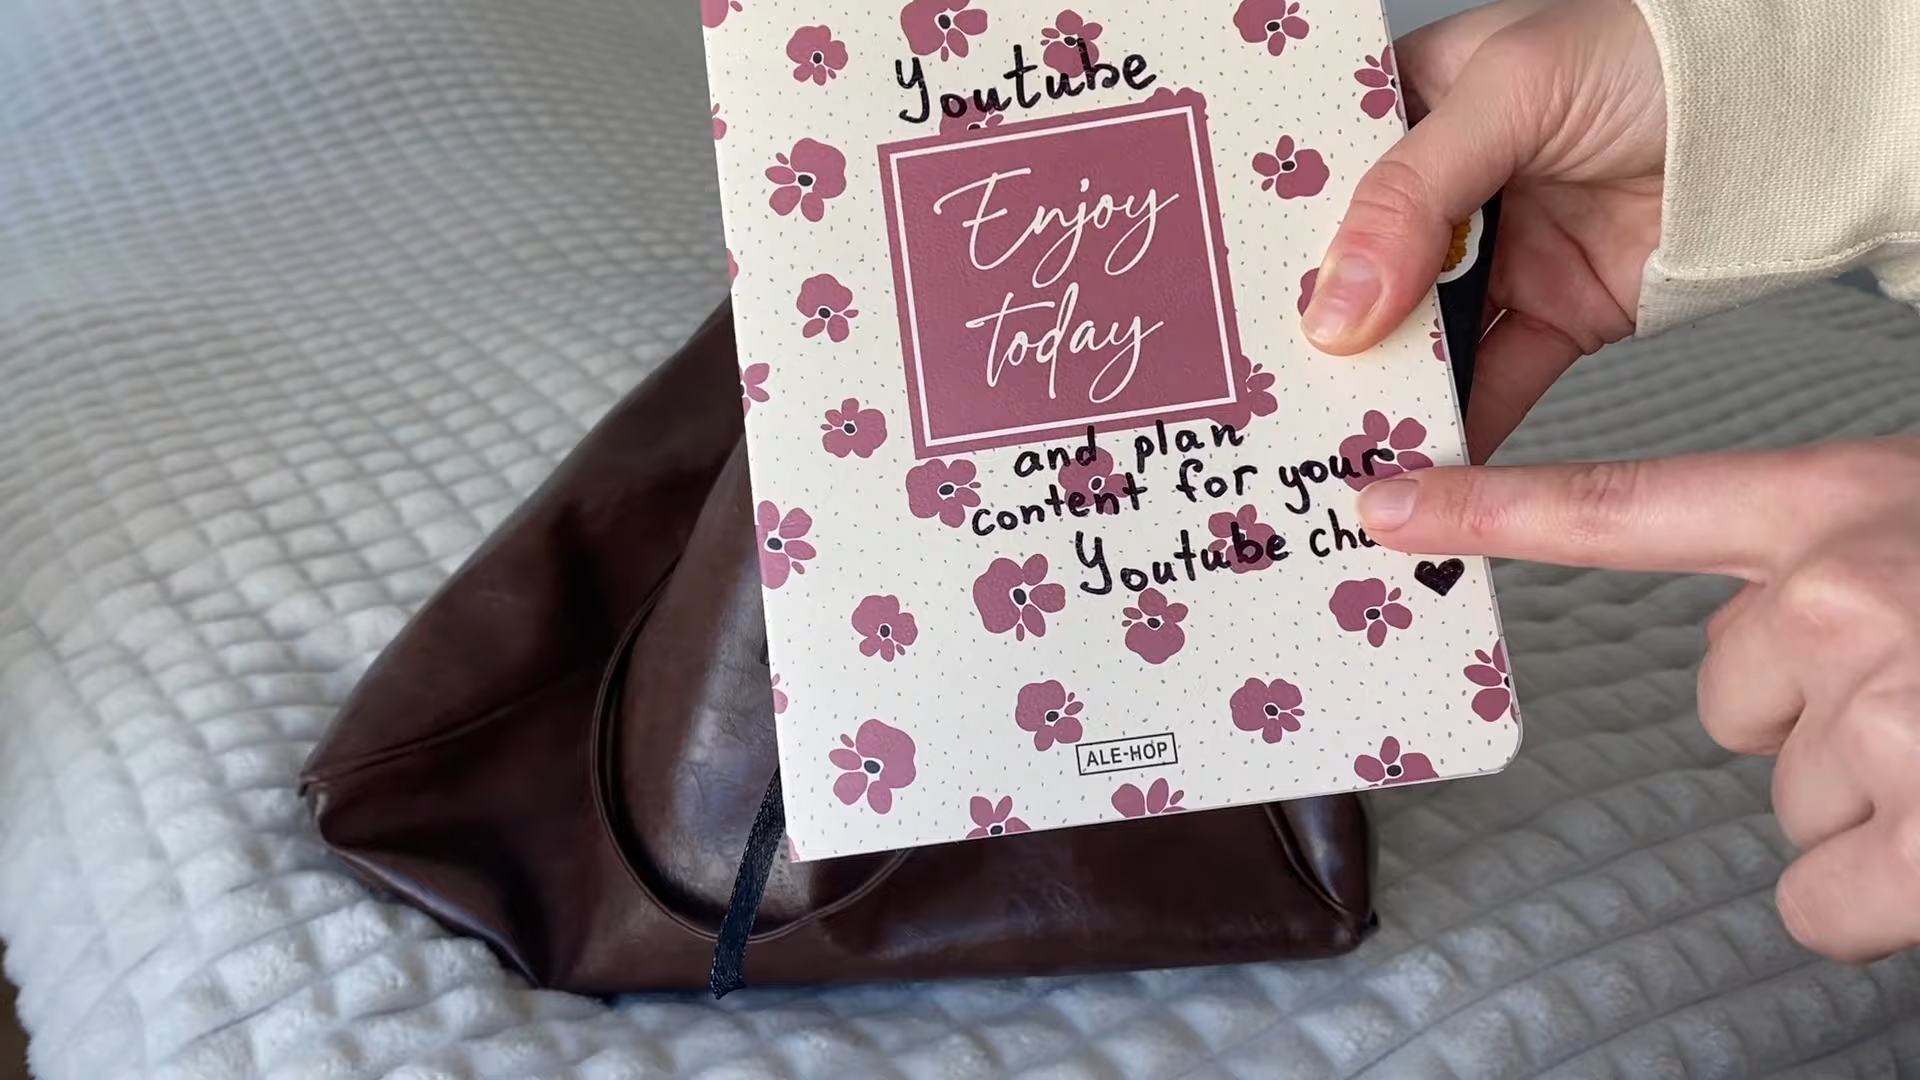 Youtube
Enjoy
today
and plan
content for your
Youtube
ALE-HOP